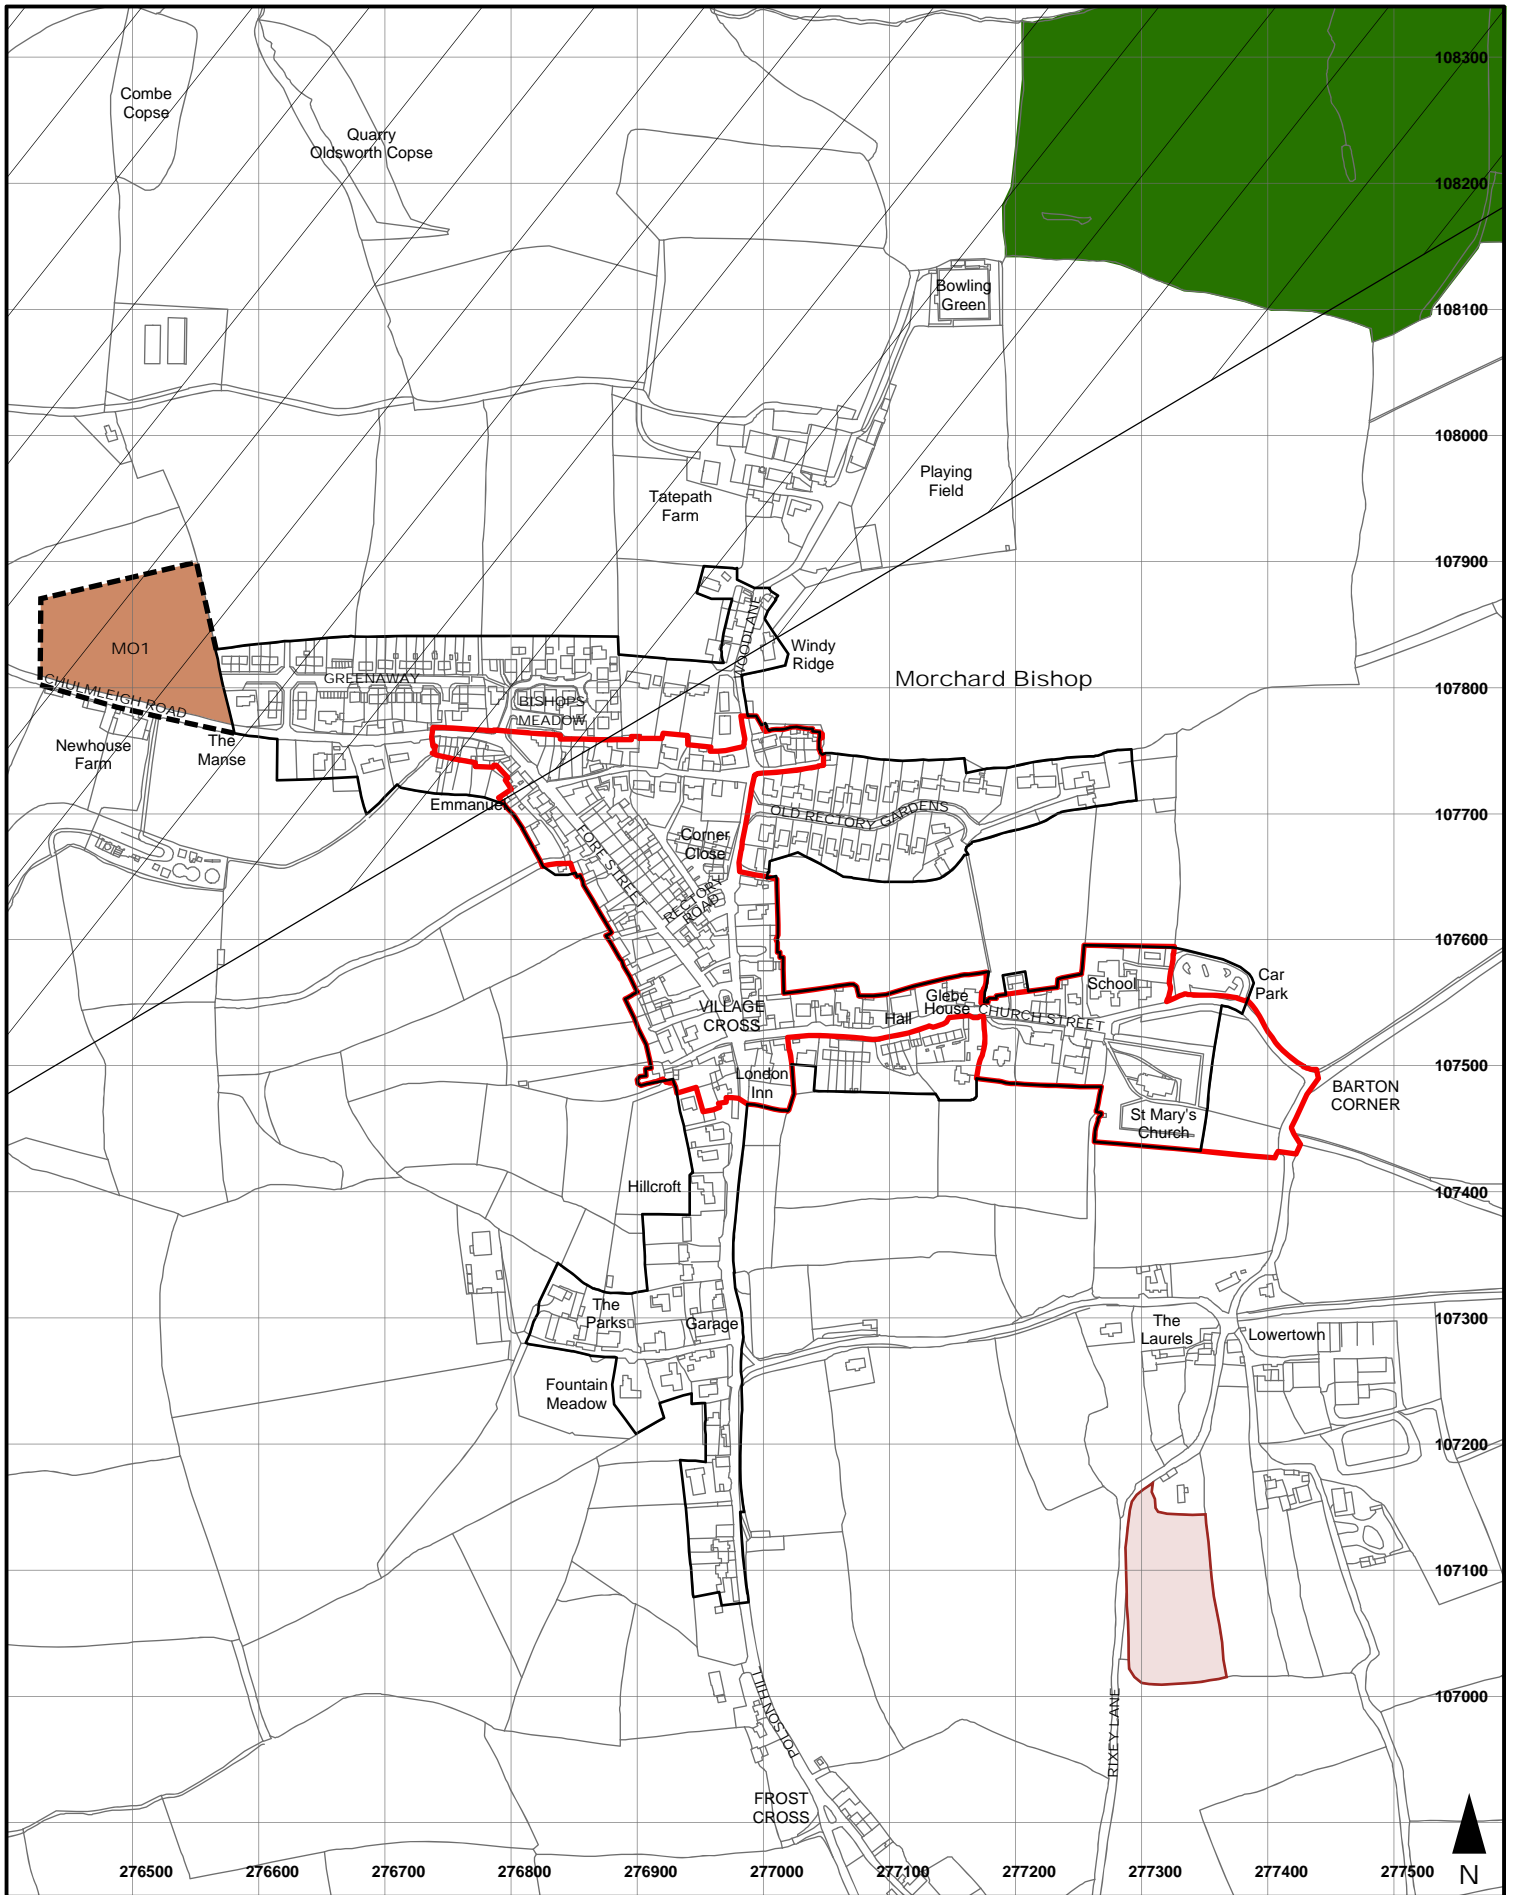 108300
Combe
Copse
Quarry
Oldsworth Copse
108200
Bowling
Green
108100
108000
Playing
Field
Tatepath
Farm
107900
WOODLANE
MO1
Windy
Ridge
GREENAWAY
Morchard Bishop
CHULMLEIGH ROAD
BISHOPS
MEADOW
107800
Newhouse
Farm
The
Manse
Emmanuel
OLD RECTORY GARDENS
107700
FORE STREET
Corner
Close
RECTORY
ROAD
107600
School
Car
Park
Glebe
House
Hall
VILLAGE
CROSS
CHURCH STREET
107500
London
Inn
BARTON
CORNER
St Mary's
Church
Hillcroft
107400
The
Parks
Garage
107300
The
Laurels
Lowertown
Fountain
Meadow
107200
107100
107000
POLSON HILL
RIXEY LANE
FROST
CROSS
276500
276600
276700
276800
276900
277000
277100
277200
277300
277400
277500
N